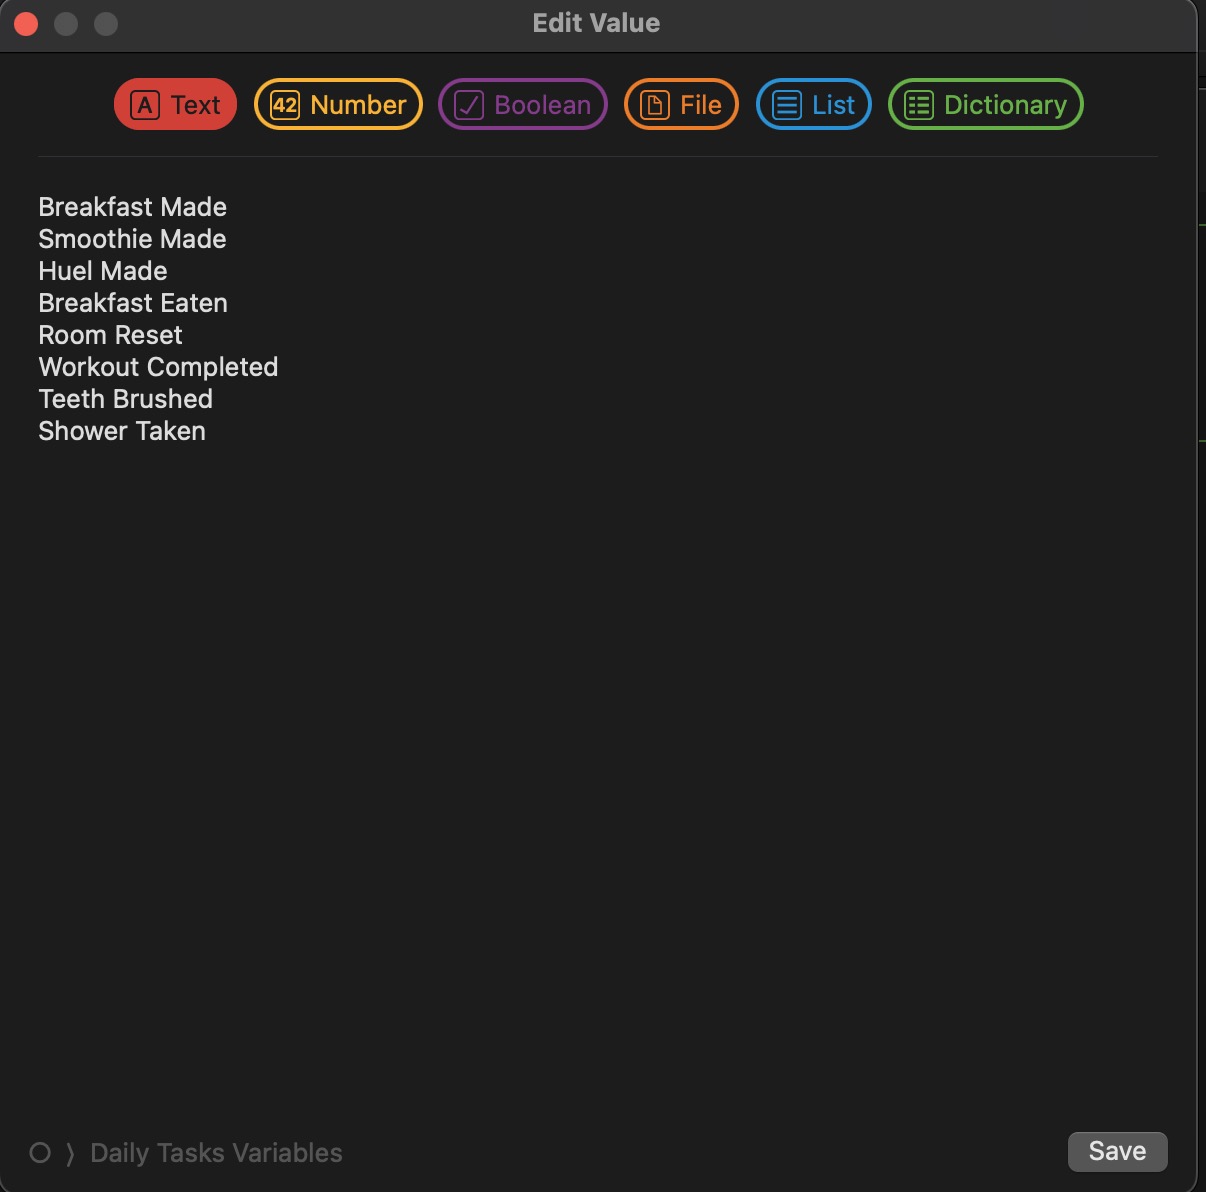 Edit Value
A Text
42 Number
Boolean
File
List
Dictionary
Breakfast Made
Smoothie Made
Huel Made
Breakfast Eaten
Room Reset
Workout Completed
Teeth Brushed
Shower Taken
Daily Tasks Variables
Save